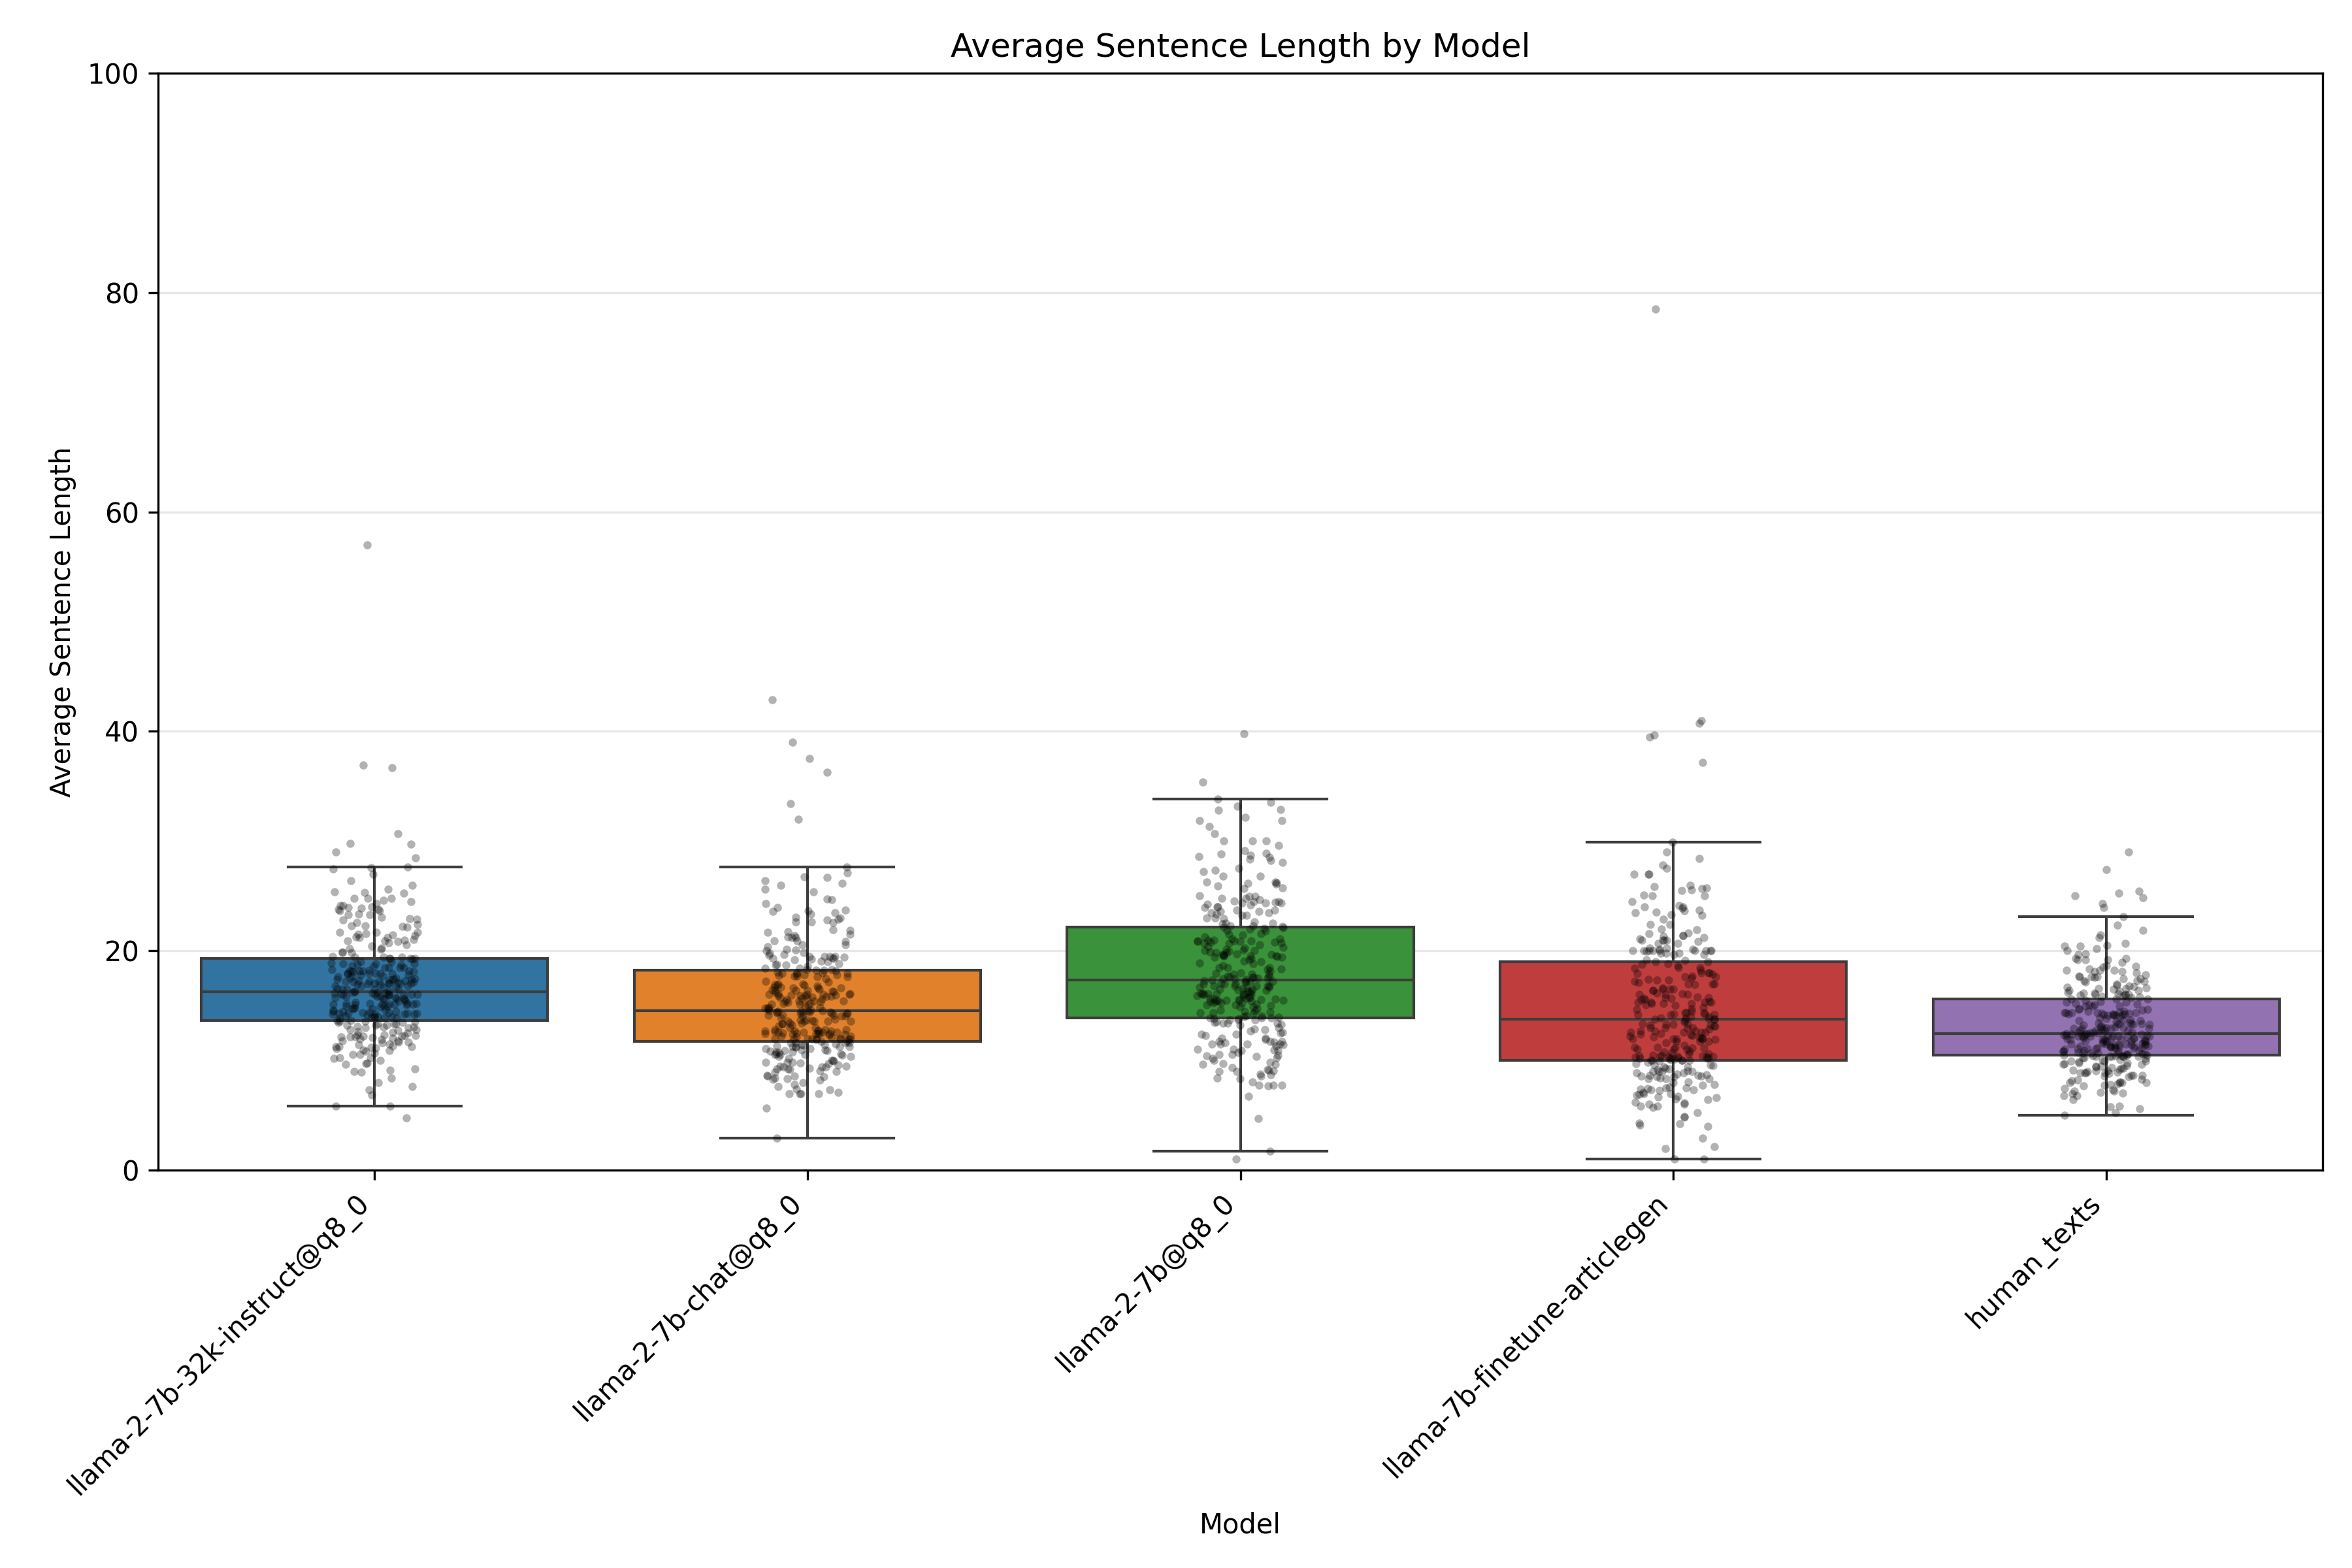 Average Sentence Length by Model
Average Sentence Length
100
80
60
40
20
0
llama-2-7b-32k-instruct@q8_0
llama-2-7b-chat@q8_0
llama-2-7b@q8_0
llama-7b-finetune-articlegen
human_texts
Model